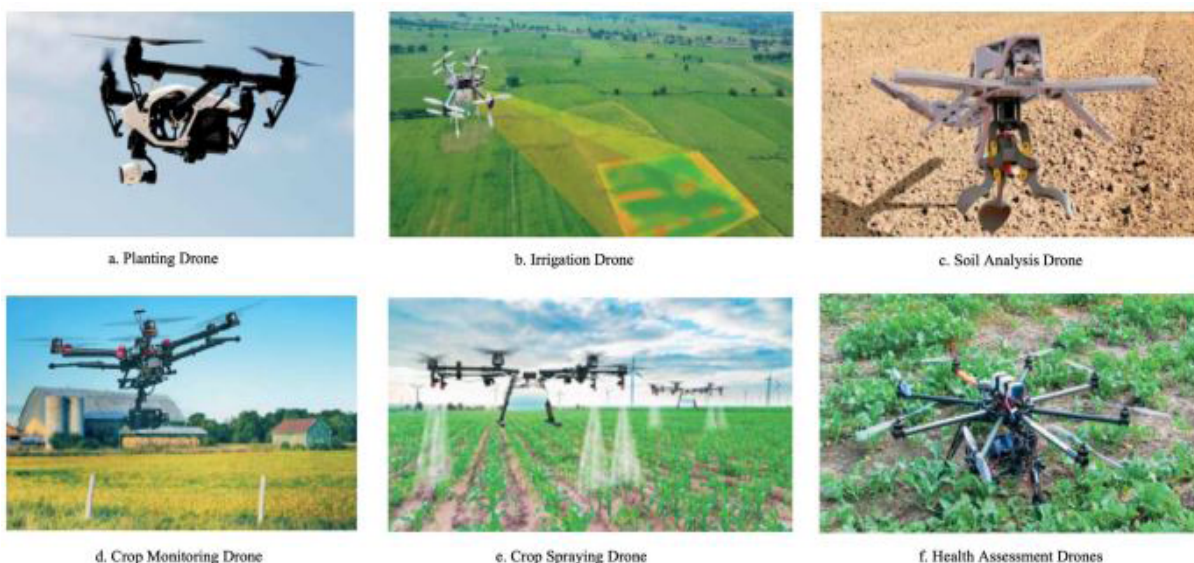 a. Planting Drone
b. Irrigation Drone
c. Soil Analysis Drone
d. Crop Monitoring Drone
e. Crop Spraying Drone
f. Health Assessment Drones